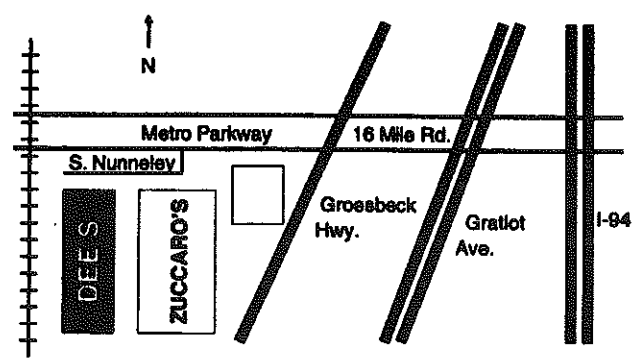 N
Metro Parkway
16 Mile Rd.
S. Nunneley
DEE'S
ZUCCARO'S
Groesbeck
Hwy.
Gratiot
Ave.
I-94